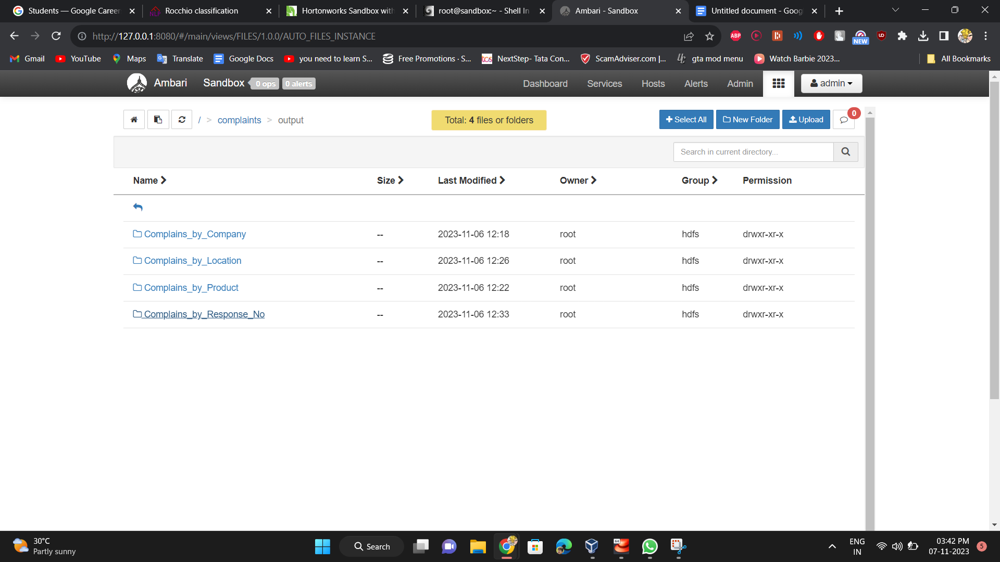 Students — Google Career
Rocchio classification
Hortonworks Sandbox with
root@sandbox:~ - Shell In
Ambari - Sandbox
Untitled document - Goog
http://127.0.0.1:8080/#/main/views/FILES/1.0.0/AUTO_FILES_INSTANCE
ABP
NEW
Gmail
YouTube
Maps
Translate
Google Docs
you need to learn S...
Free Promotions · S...
tcs
NextStep- Tata Con...
ScamAdviser.com |...
gta mod menu
Watch Barbie 2023...
All Bookmarks
Ambari
Sandbox
0 ops
0 alerts
Dashboard
Services
Hosts
Alerts
Admin
admin
/ > complaints > output
Total: 4 files or folders
Select All
New Folder
Upload
0
Search in current directory...
Name Size Last Modified Owner Group Permission
Complains_by_Company -- 2023-11-06 12:18 root hdfs drwxr-xr-x
Complains_by_Location -- 2023-11-06 12:26 root hdfs drwxr-xr-x
Complains_by_Product -- 2023-11-06 12:22 root hdfs drwxr-xr-x
Complains_by_Response_No -- 2023-11-06 12:33 root hdfs drwxr-xr-x
30°C
Partly sunny
Search
64
ENG
IN
03:42 PM
07-11-2023
5